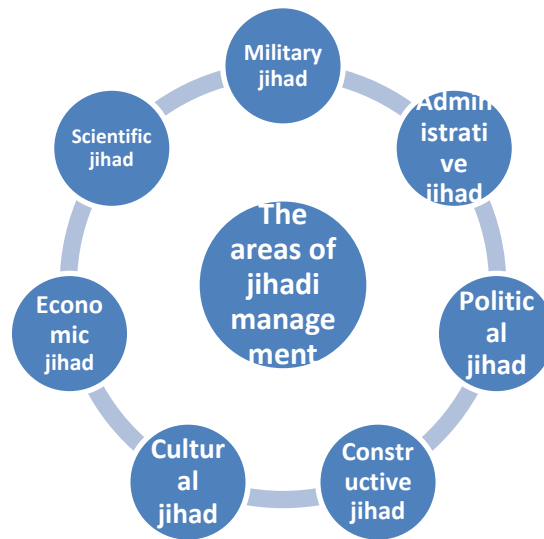 Military
jihad
Admin
istrati
ve
jihad
Politic
al
jihad
Constr
uctive
jihad
Cultur
al
jihad
Econo
mic
jihad
Scientific
jihad
The
areas of
jihadi
manage
ment